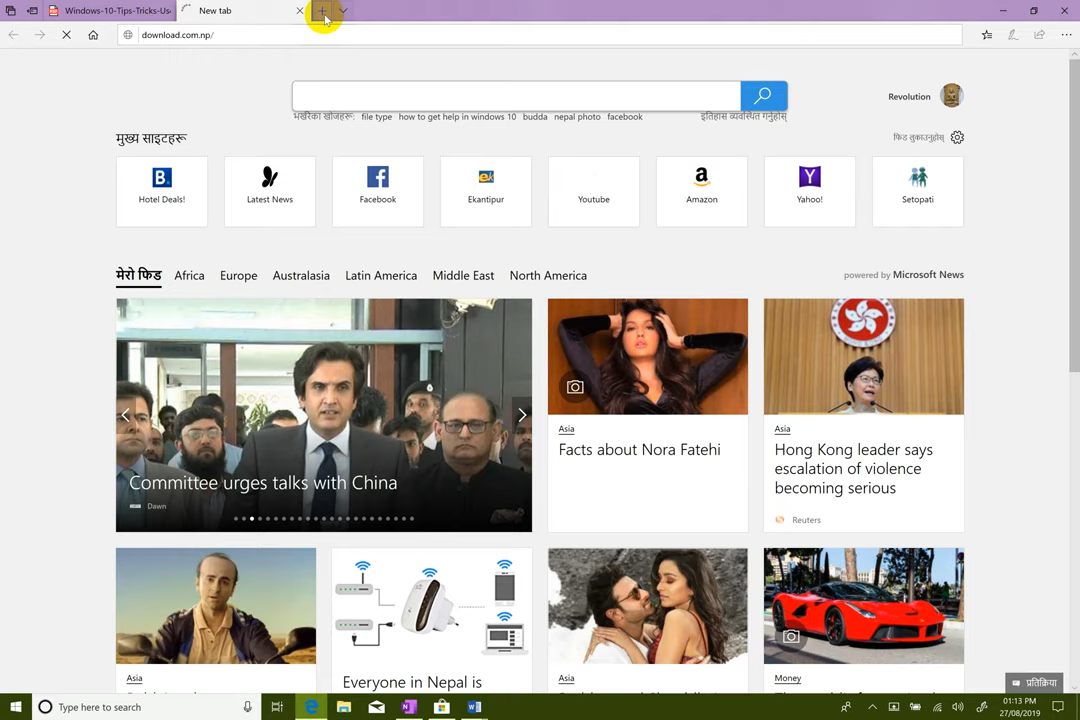 Windows-10-Tips-Tricks-Us
New tab
download.com.np/
Revolution
भर्खरैका खोजहरू: file type how to get help in windows 10 budda nepal photo facebook इतिहास व्यवस्थित गर्नुहोस्
मुख्य साइटहरू
फिड लुकाउनुहोस्
B.
Hotel Deals!
Latest News
Facebook
ek
Ekantipur
Youtube
a
Amazon
Y
Yahoo!
Setopati
मेरो फिड Africa Europe Australasia Latin America Middle East North America
powered by Microsoft News
Committee urges talks with China
Dawn
Asia
Facts about Nora Fatehi
Asia
Hong Kong leader says
escalation of violence
becoming serious
Reuters
Asia
Everyone in Nepal is
Asia
Money
प्रतिक्रिया
Type here to search
01:13 PM
27/08/2019